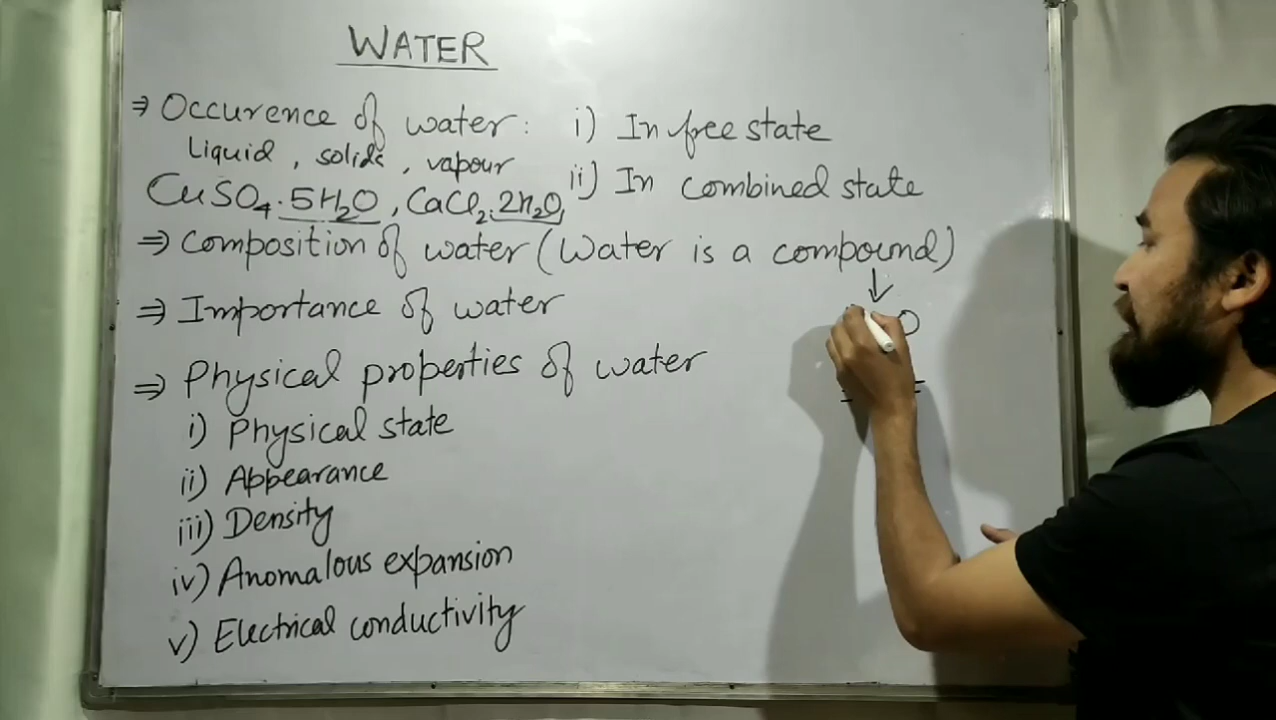 WATER
⇒ Occurence of water: i) In free state
Liquid, solids, vapour ii) In combined state
CuSO₄.5H₂O, CaCl₂.2H₂O,
⇒ Composition of water (Water is a compound)
↓
⇒ Importance of water
⇒ Physical properties of water
i) Physical state
ii) Appearance
iii) Density
iv) Anomalous expansion
v) Electrical conductivity